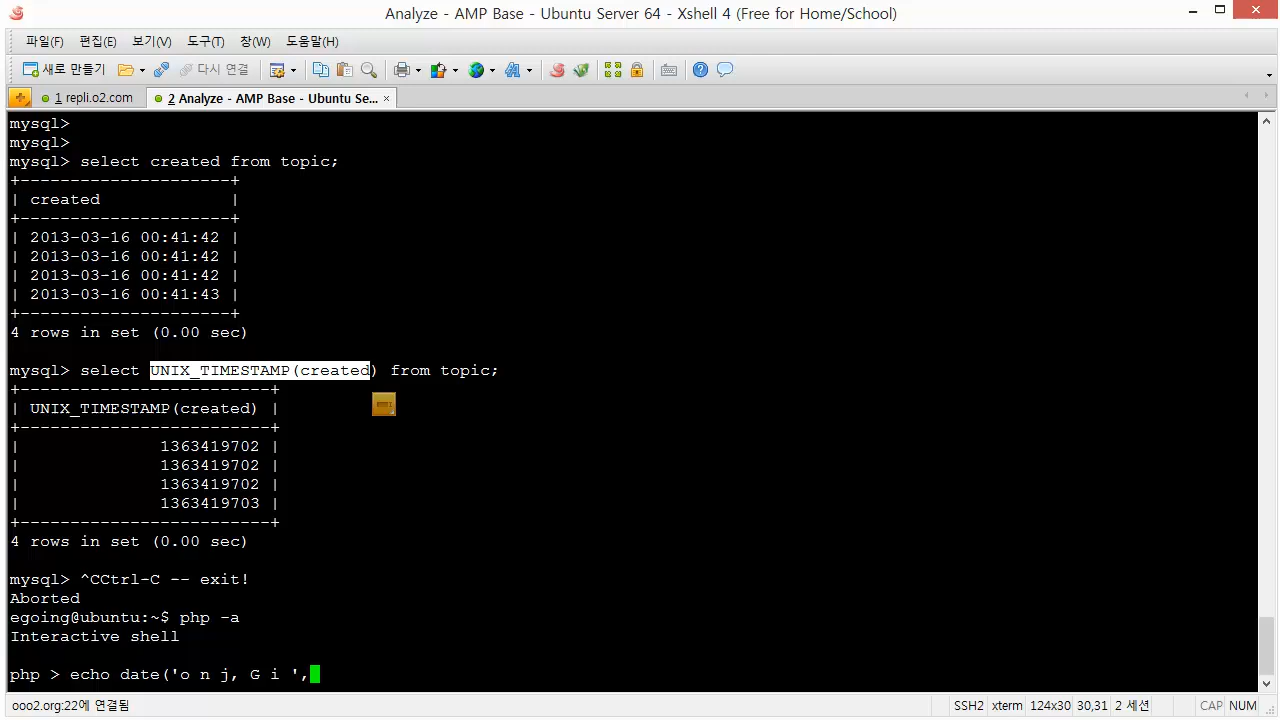 Analyze - AMP Base - Ubuntu Server 64 - Xshell 4 (Free for Home/School)
파일(F) 편집(E) 보기(V) 도구(T) 창(W) 도움말(H)
새로 만들기 다시 연결
1 repli.o2.com 2 Analyze - AMP Base - Ubuntu Se... ×
mysql>
mysql>
mysql> select created from topic;
+---------------------+
| created             |
+---------------------+
| 2013-03-16 00:41:42 |
| 2013-03-16 00:41:42 |
| 2013-03-16 00:41:42 |
| 2013-03-16 00:41:43 |
+---------------------+
4 rows in set (0.00 sec)
mysql> select UNIX_TIMESTAMP(created) from topic;
+-------------------------+
| UNIX_TIMESTAMP(created) |
+-------------------------+
|              1363419702 |
|              1363419702 |
|              1363419702 |
|              1363419703 |
+-------------------------+
4 rows in set (0.00 sec)
mysql> ^CCtrl-C -- exit!
Aborted
egoing@ubuntu:~$ php -a
Interactive shell
php > echo date('o n j, G i ',
ooo2.org:22에 연결됨 SSH2 xterm 124x30 30,31 2 세션 CAP NUM